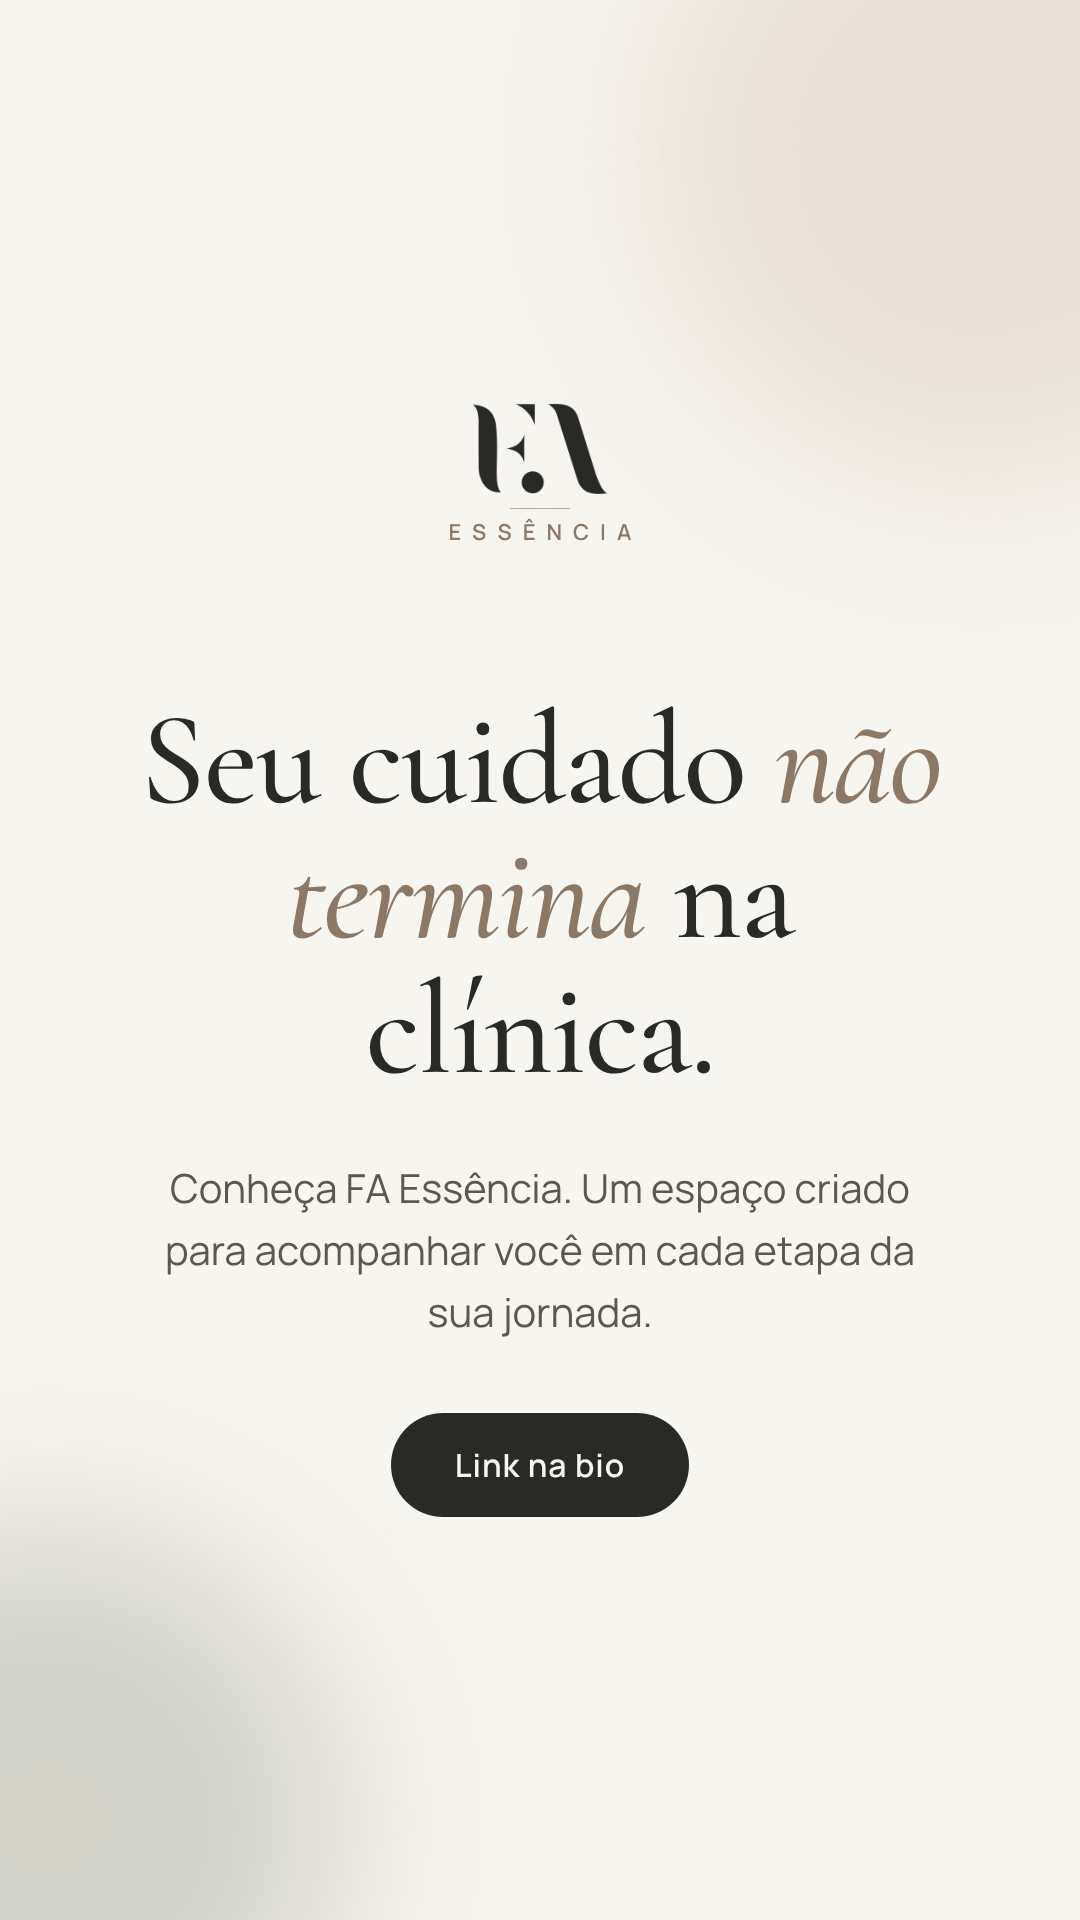 FA
ESSÊNCIA
Seu cuidado não
termina na
clínica.
Conheça FA Essência. Um espaço criado
para acompanhar você em cada etapa da
sua jornada.
Link na bio